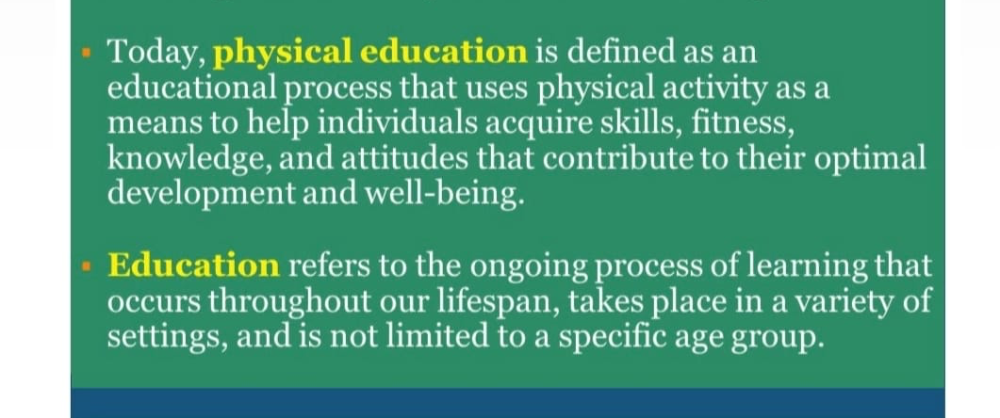 Today, physical education is defined as an
educational process that uses physical activity as a
means to help individuals acquire skills, fitness,
knowledge, and attitudes that contribute to their optimal
development and well-being.
Education refers to the ongoing process of learning that
occurs throughout our lifespan, takes place in a variety of
settings, and is not limited to a specific age group.